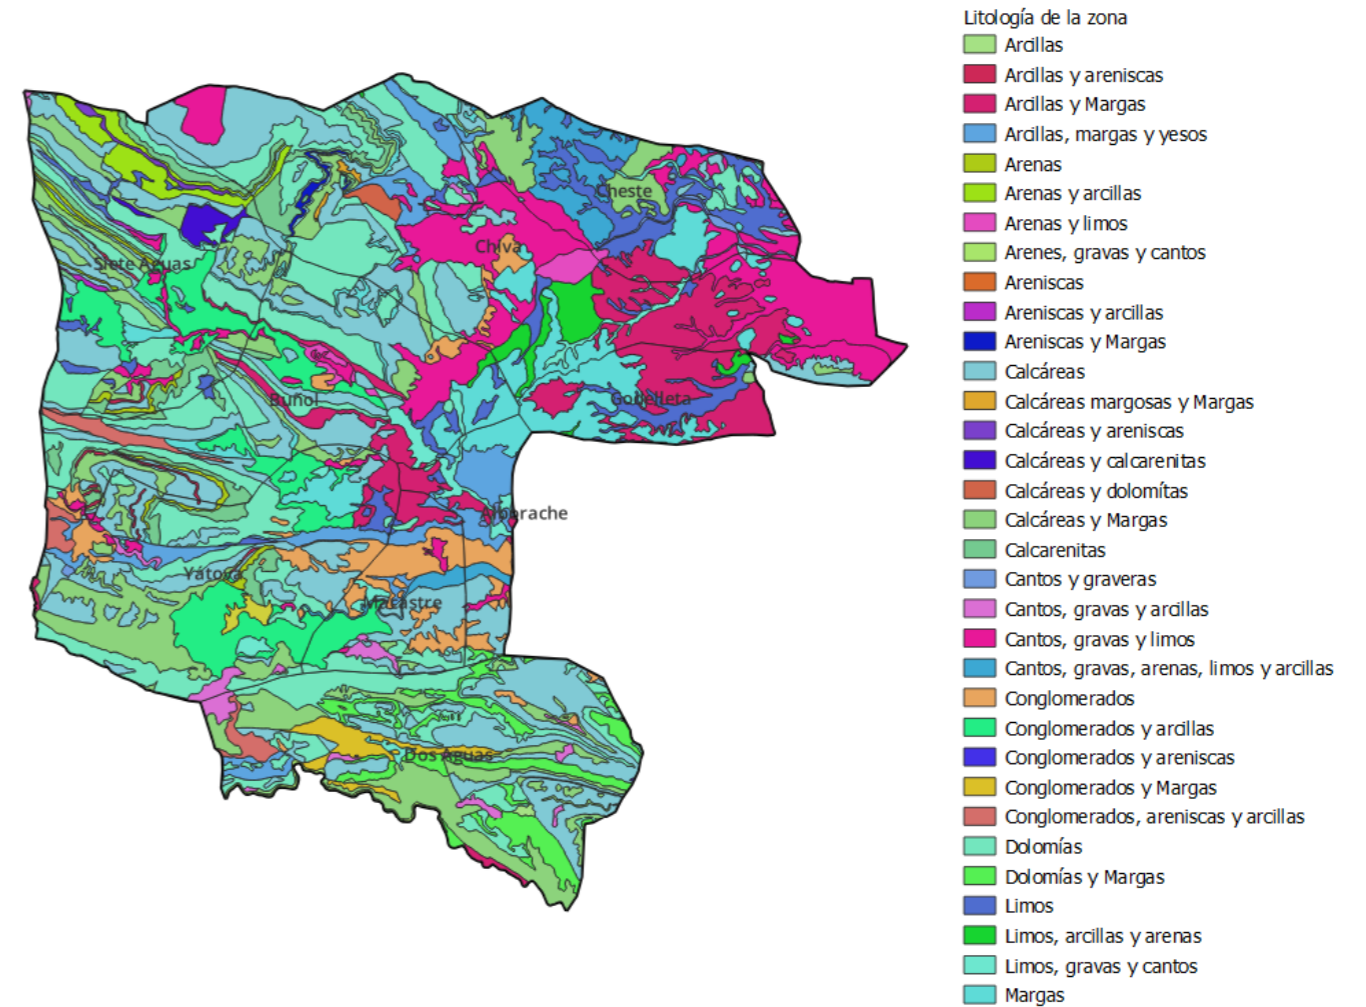 Litología de la zona
Arcillas
Arcillas y areniscas
Arcillas y Margas
Arcillas, margas y yesos
Arenas
Arenas y arcillas
Arenas y limos
Arenes, gravas y cantos
Areniscas
Areniscas y arcillas
Areniscas y Margas
Calcáreas
Calcáreas margosas y Margas
Calcáreas y areniscas
Calcáreas y calcarenitas
Calcáreas y dolomítas
Calcáreas y Margas
Calcarenitas
Cantos y graveras
Cantos, gravas y arcillas
Cantos, gravas y limos
Cantos, gravas, arenas, limos y arcillas
Conglomerados
Conglomerados y arcillas
Conglomerados y areniscas
Conglomerados y Margas
Conglomerados, areniscas y arcillas
Dolomías
Dolomías y Margas
Limos
Limos, arcillas y arenas
Limos, gravas y cantos
Margas
Cheste
Chiva
Siete Aguas
Buñol
Godelleta
Alborache
Yátova
Macastre
Dos Aguas